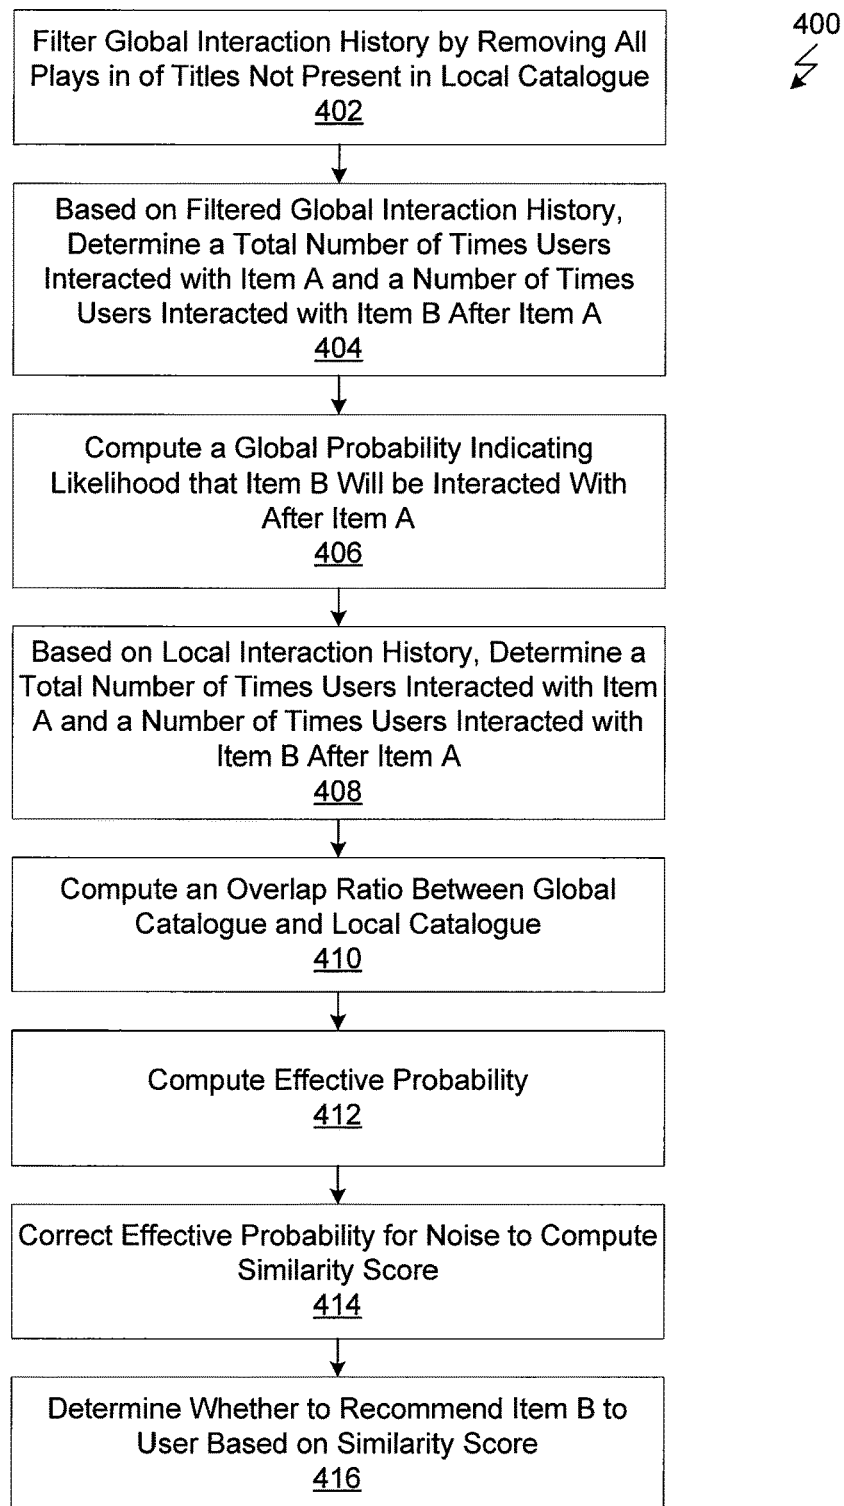 400
Filter Global Interaction History by Removing All
Plays in of Titles Not Present in Local Catalogue
402
Based on Filtered Global Interaction History,
Determine a Total Number of Times Users
Interacted with Item A and a Number of Times
Users Interacted with Item B After Item A
404
Compute a Global Probability Indicating
Likelihood that Item B Will be Interacted With
After Item A
406
Based on Local Interaction History, Determine a
Total Number of Times Users Interacted with Item
A and a Number of Times Users Interacted with
Item B After Item A
408
Compute an Overlap Ratio Between Global
Catalogue and Local Catalogue
410
Compute Effective Probability
412
Correct Effective Probability for Noise to Compute
Similarity Score
414
Determine Whether to Recommend Item B to
User Based on Similarity Score
416